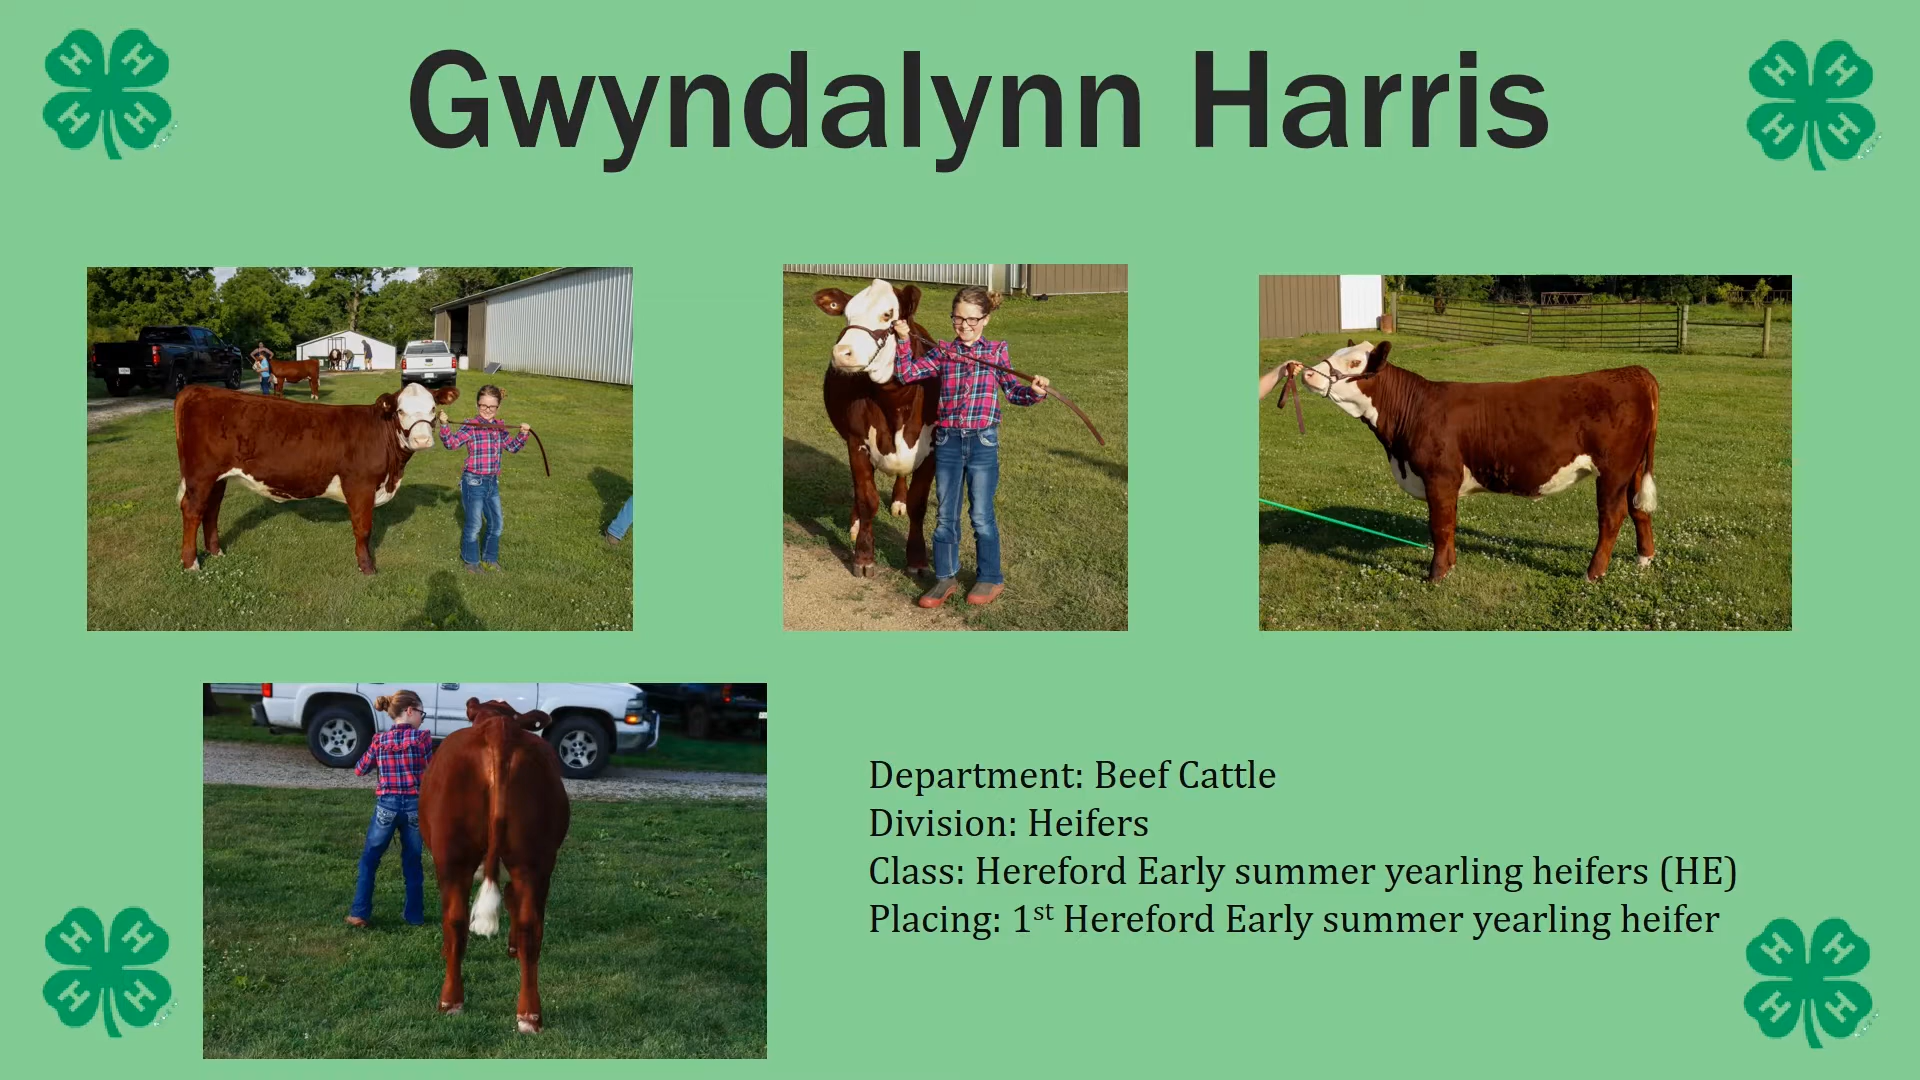 Gwyndalynn Harris
H H
H H
H H
H H
Department: Beef Cattle
Division: Heifers
Class: Hereford Early summer yearling heifers (HE)
Placing: 1st Hereford Early summer yearling heifer
H H
H H
H H
H H